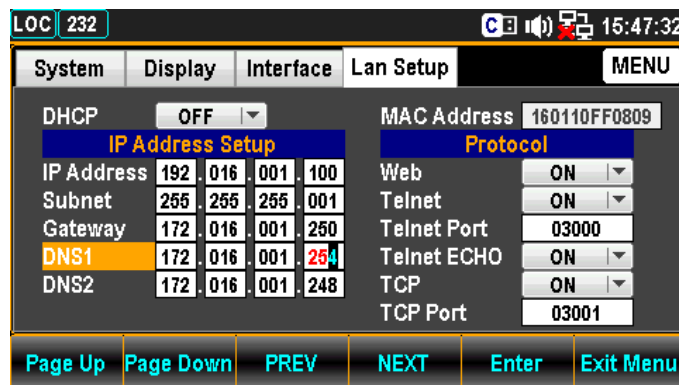 LOC 232 C 15:47:32
System Display Interface Lan Setup MENU
DHCP OFF
IP Address Setup
IP Address 192 . 016 . 001 . 100
Subnet 255 . 255 . 255 . 001
Gateway 172 . 016 . 001 . 250
DNS1 172 . 016 . 001 . 254
DNS2 172 . 016 . 001 . 248
MAC Address 160110FF0809
Protocol
Web ON
Telnet ON
Telnet Port 03000
Telnet ECHO ON
TCP ON
TCP Port 03001
Page Up Page Down PREV NEXT Enter Exit Menu